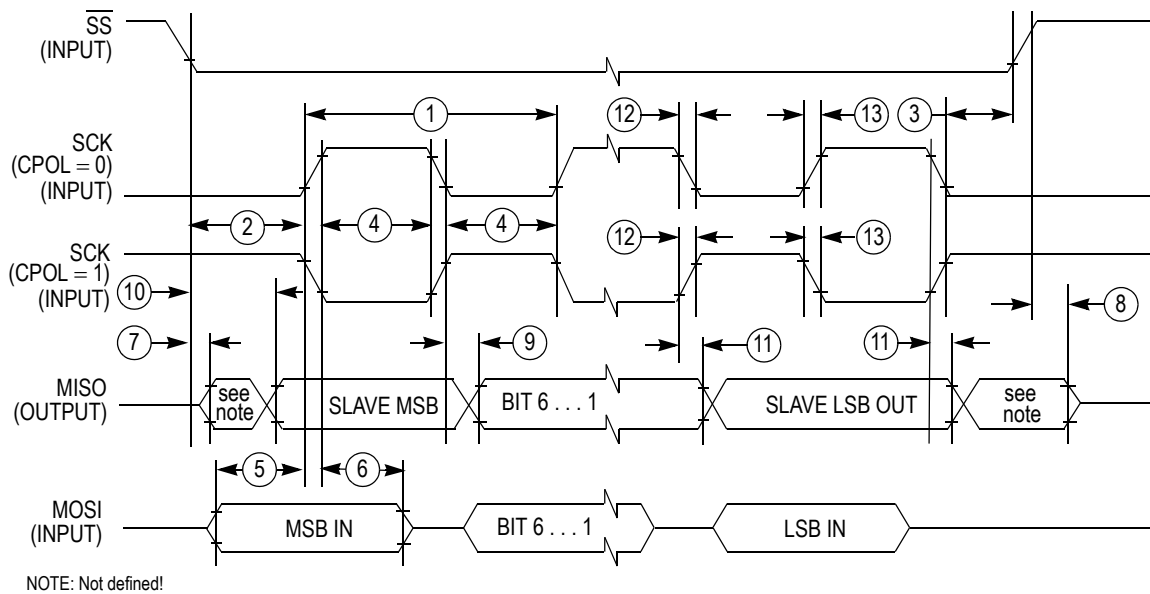 SS
(INPUT)
1
12
13
3
SCK
(CPOL = 0)
(INPUT)
2
4
4
12
13
SCK
(CPOL = 1)
(INPUT)
10
8
7
9
11
11
MISO
(OUTPUT)
see
note
SLAVE MSB
BIT 6 . . . 1
SLAVE LSB OUT
see
note
5
6
MOSI
(INPUT)
MSB IN
BIT 6 . . . 1
LSB IN
NOTE: Not defined!